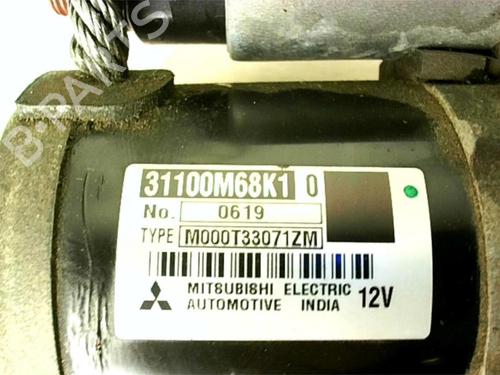 B-PARTS
31100M68K1 0
No. 0619
TYPE M000T33071ZM
MITSUBISHI ELECTRIC
AUTOMOTIVE INDIA 12V